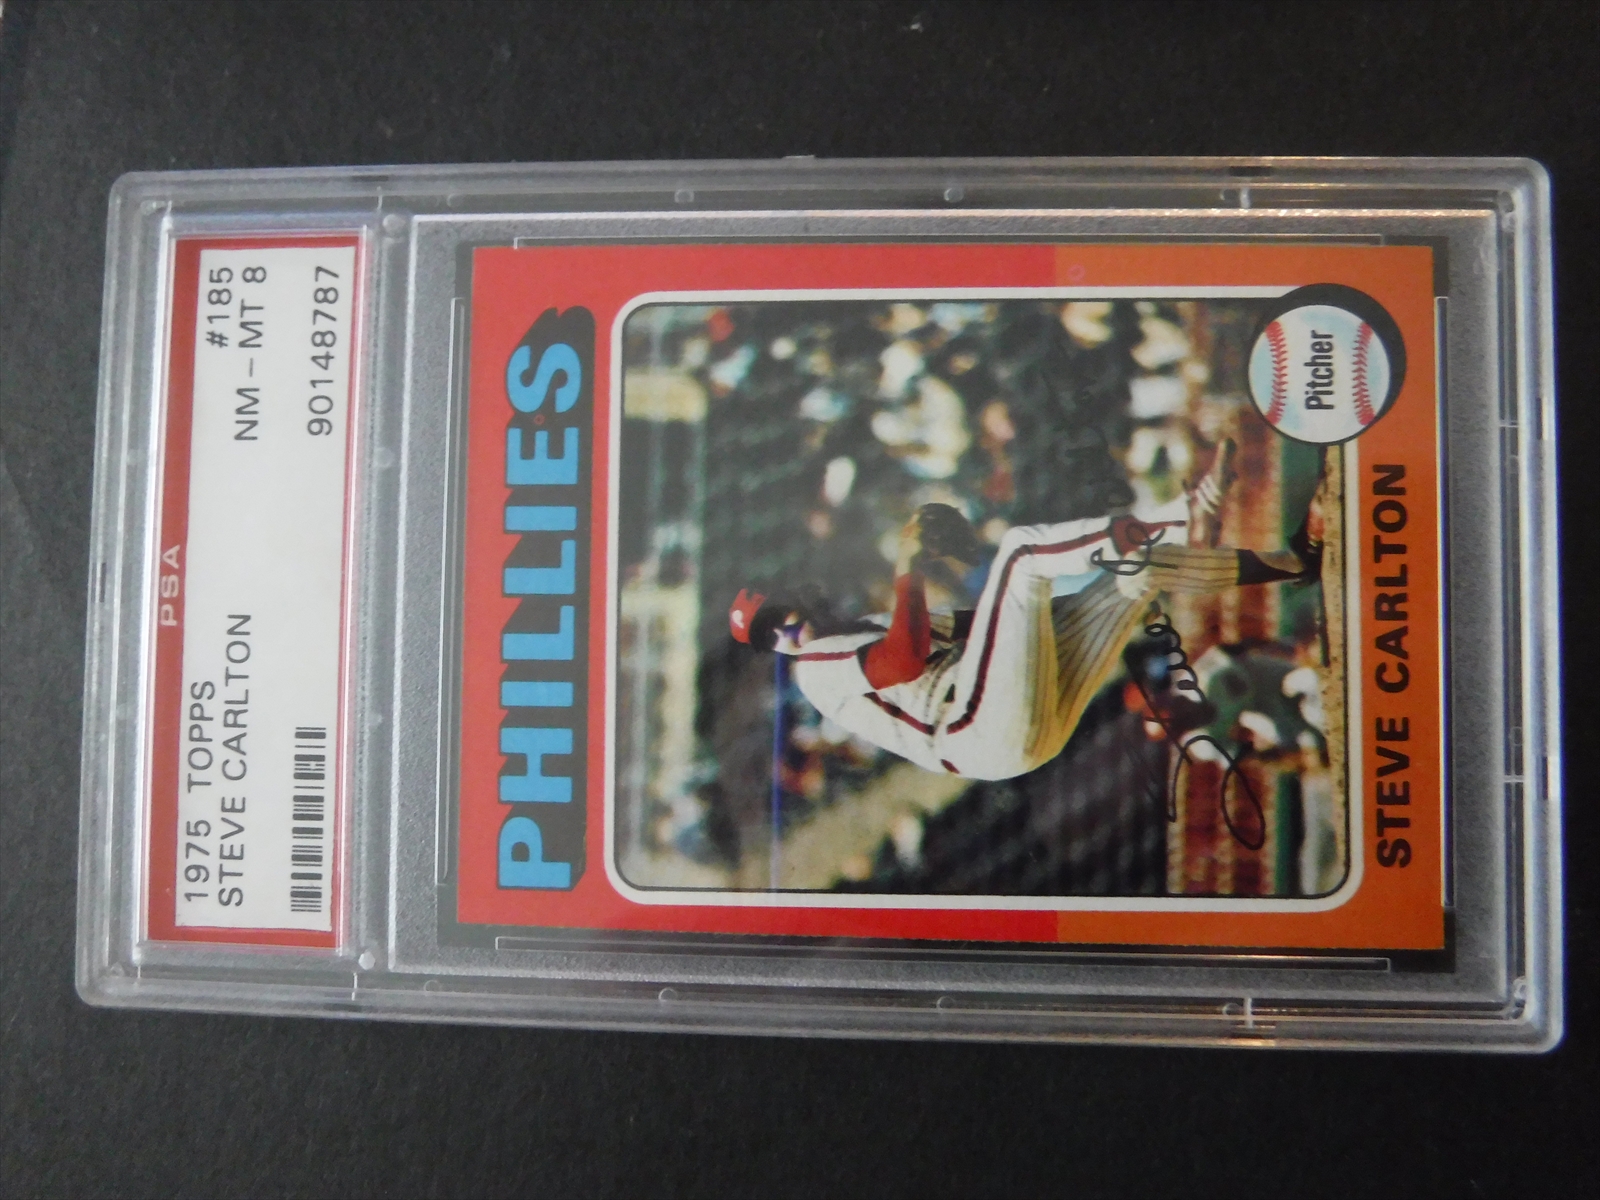 PSA
1975 TOPPS #185
STEVE CARLTON NM-MT 8
90148787
PHILLIES
Pitcher
STEVE CARLTON